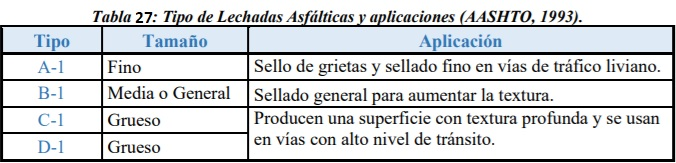 Tabla 27: Tipo de Lechadas Asfálticas y aplicaciones (AASHTO, 1993).
Tipo Tamaño Aplicación
A-1 Fino Sello de grietas y sellado fino en vías de tráfico liviano.
B-1 Media o General Sellado general para aumentar la textura.
C-1 Grueso Producen una superficie con textura profunda y se usan
D-1 Grueso en vías con alto nivel de tránsito.